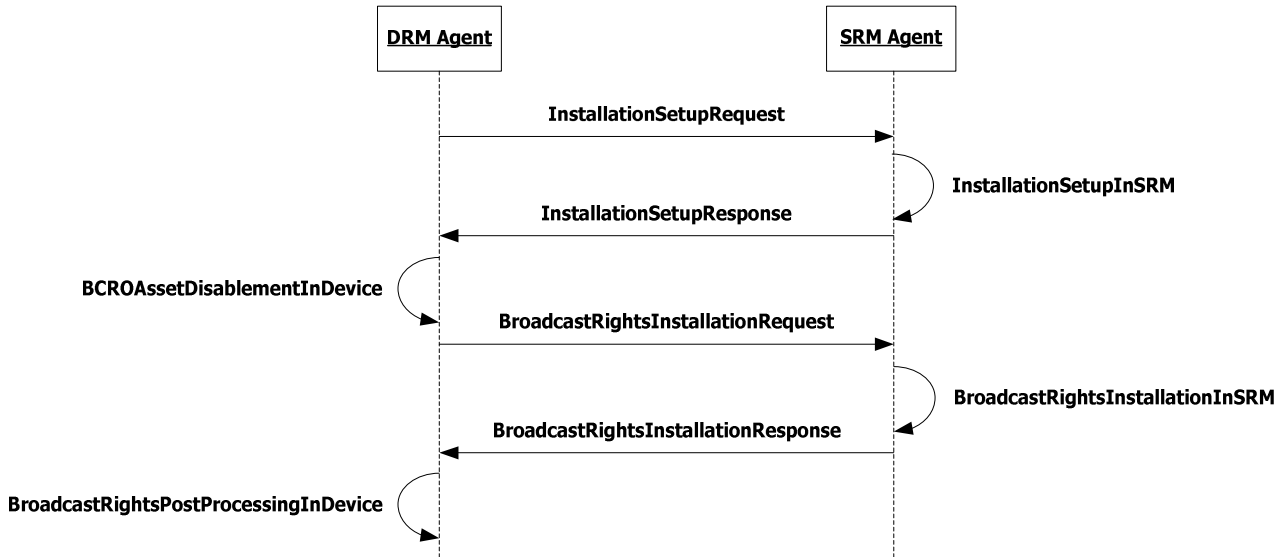 DRM Agent
SRM Agent
InstallationSetupRequest
InstallationSetupInSRM
InstallationSetupResponse
BCROAssetDisablementInDevice
BroadcastRightsInstallationRequest
BroadcastRightsInstallationInSRM
BroadcastRightsInstallationResponse
BroadcastRightsPostProcessingInDevice